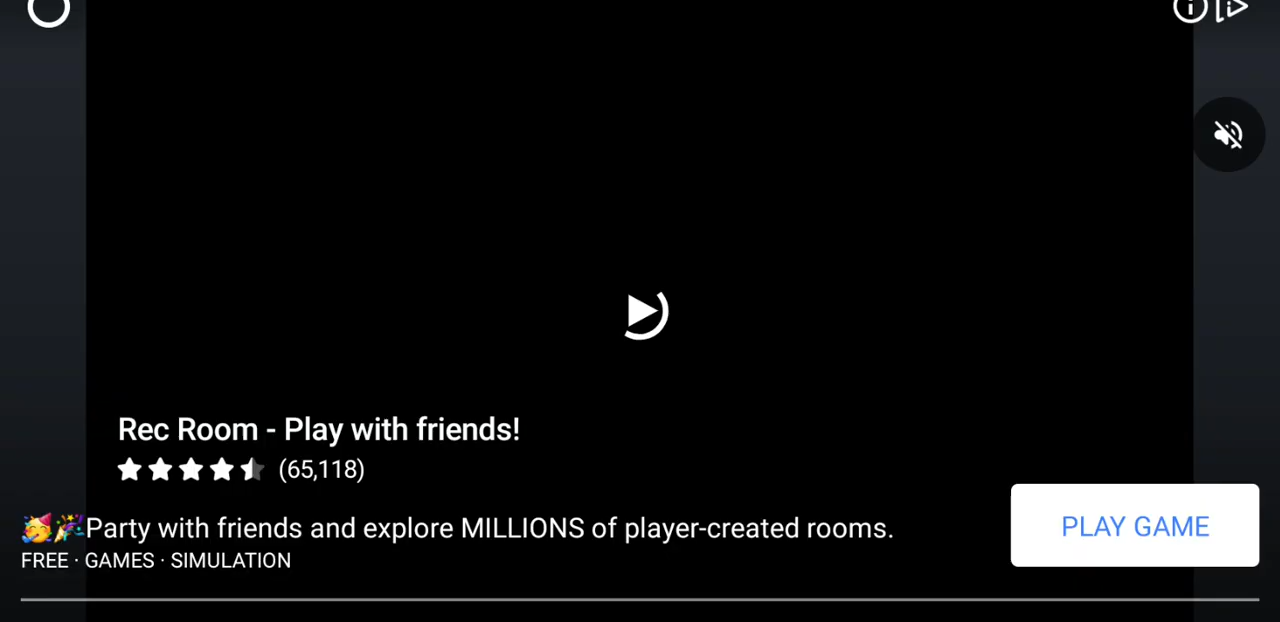 Rec Room - Play with friends!
(65,118)
🥳🎉Party with friends and explore MILLIONS of player-created rooms.
FREE · GAMES · SIMULATION
PLAY GAME